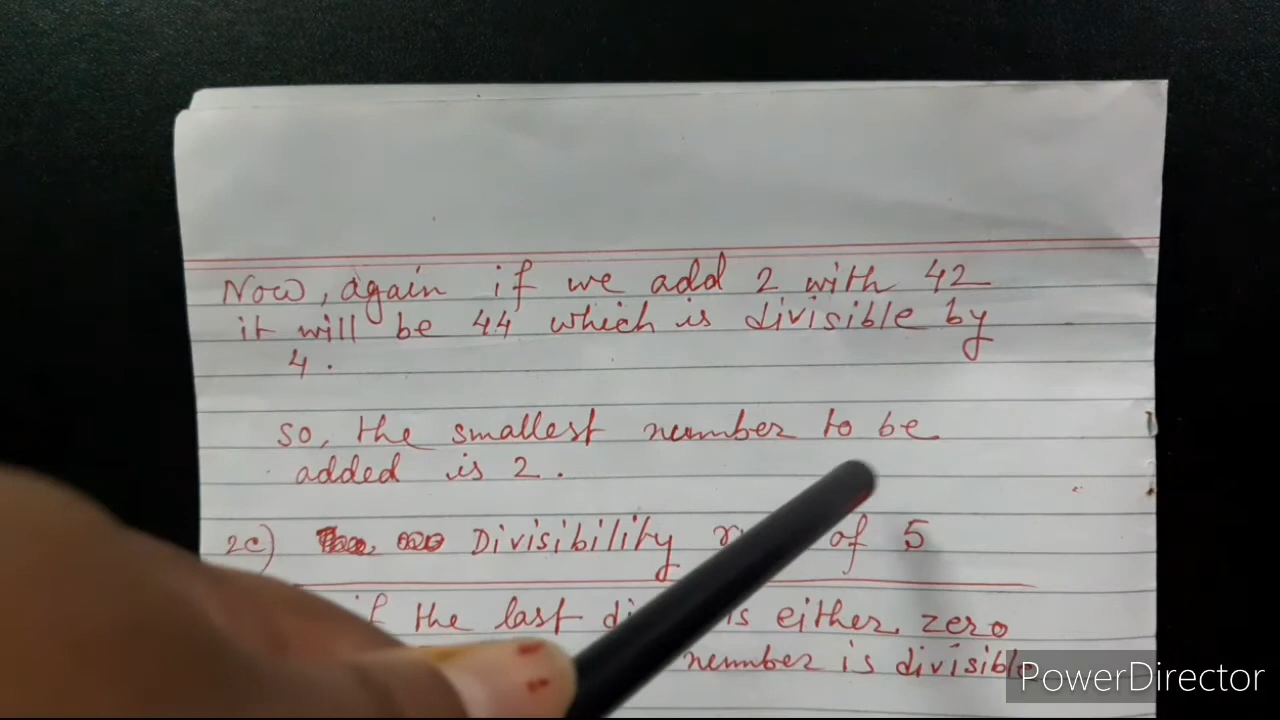 Now, again if we add 2 with 42
it will be 44 which is divisible by
4.
so, the smallest number to be
added is 2.
2c) Divisibility of 5
if the last is either zero
number is divisible
PowerDirector